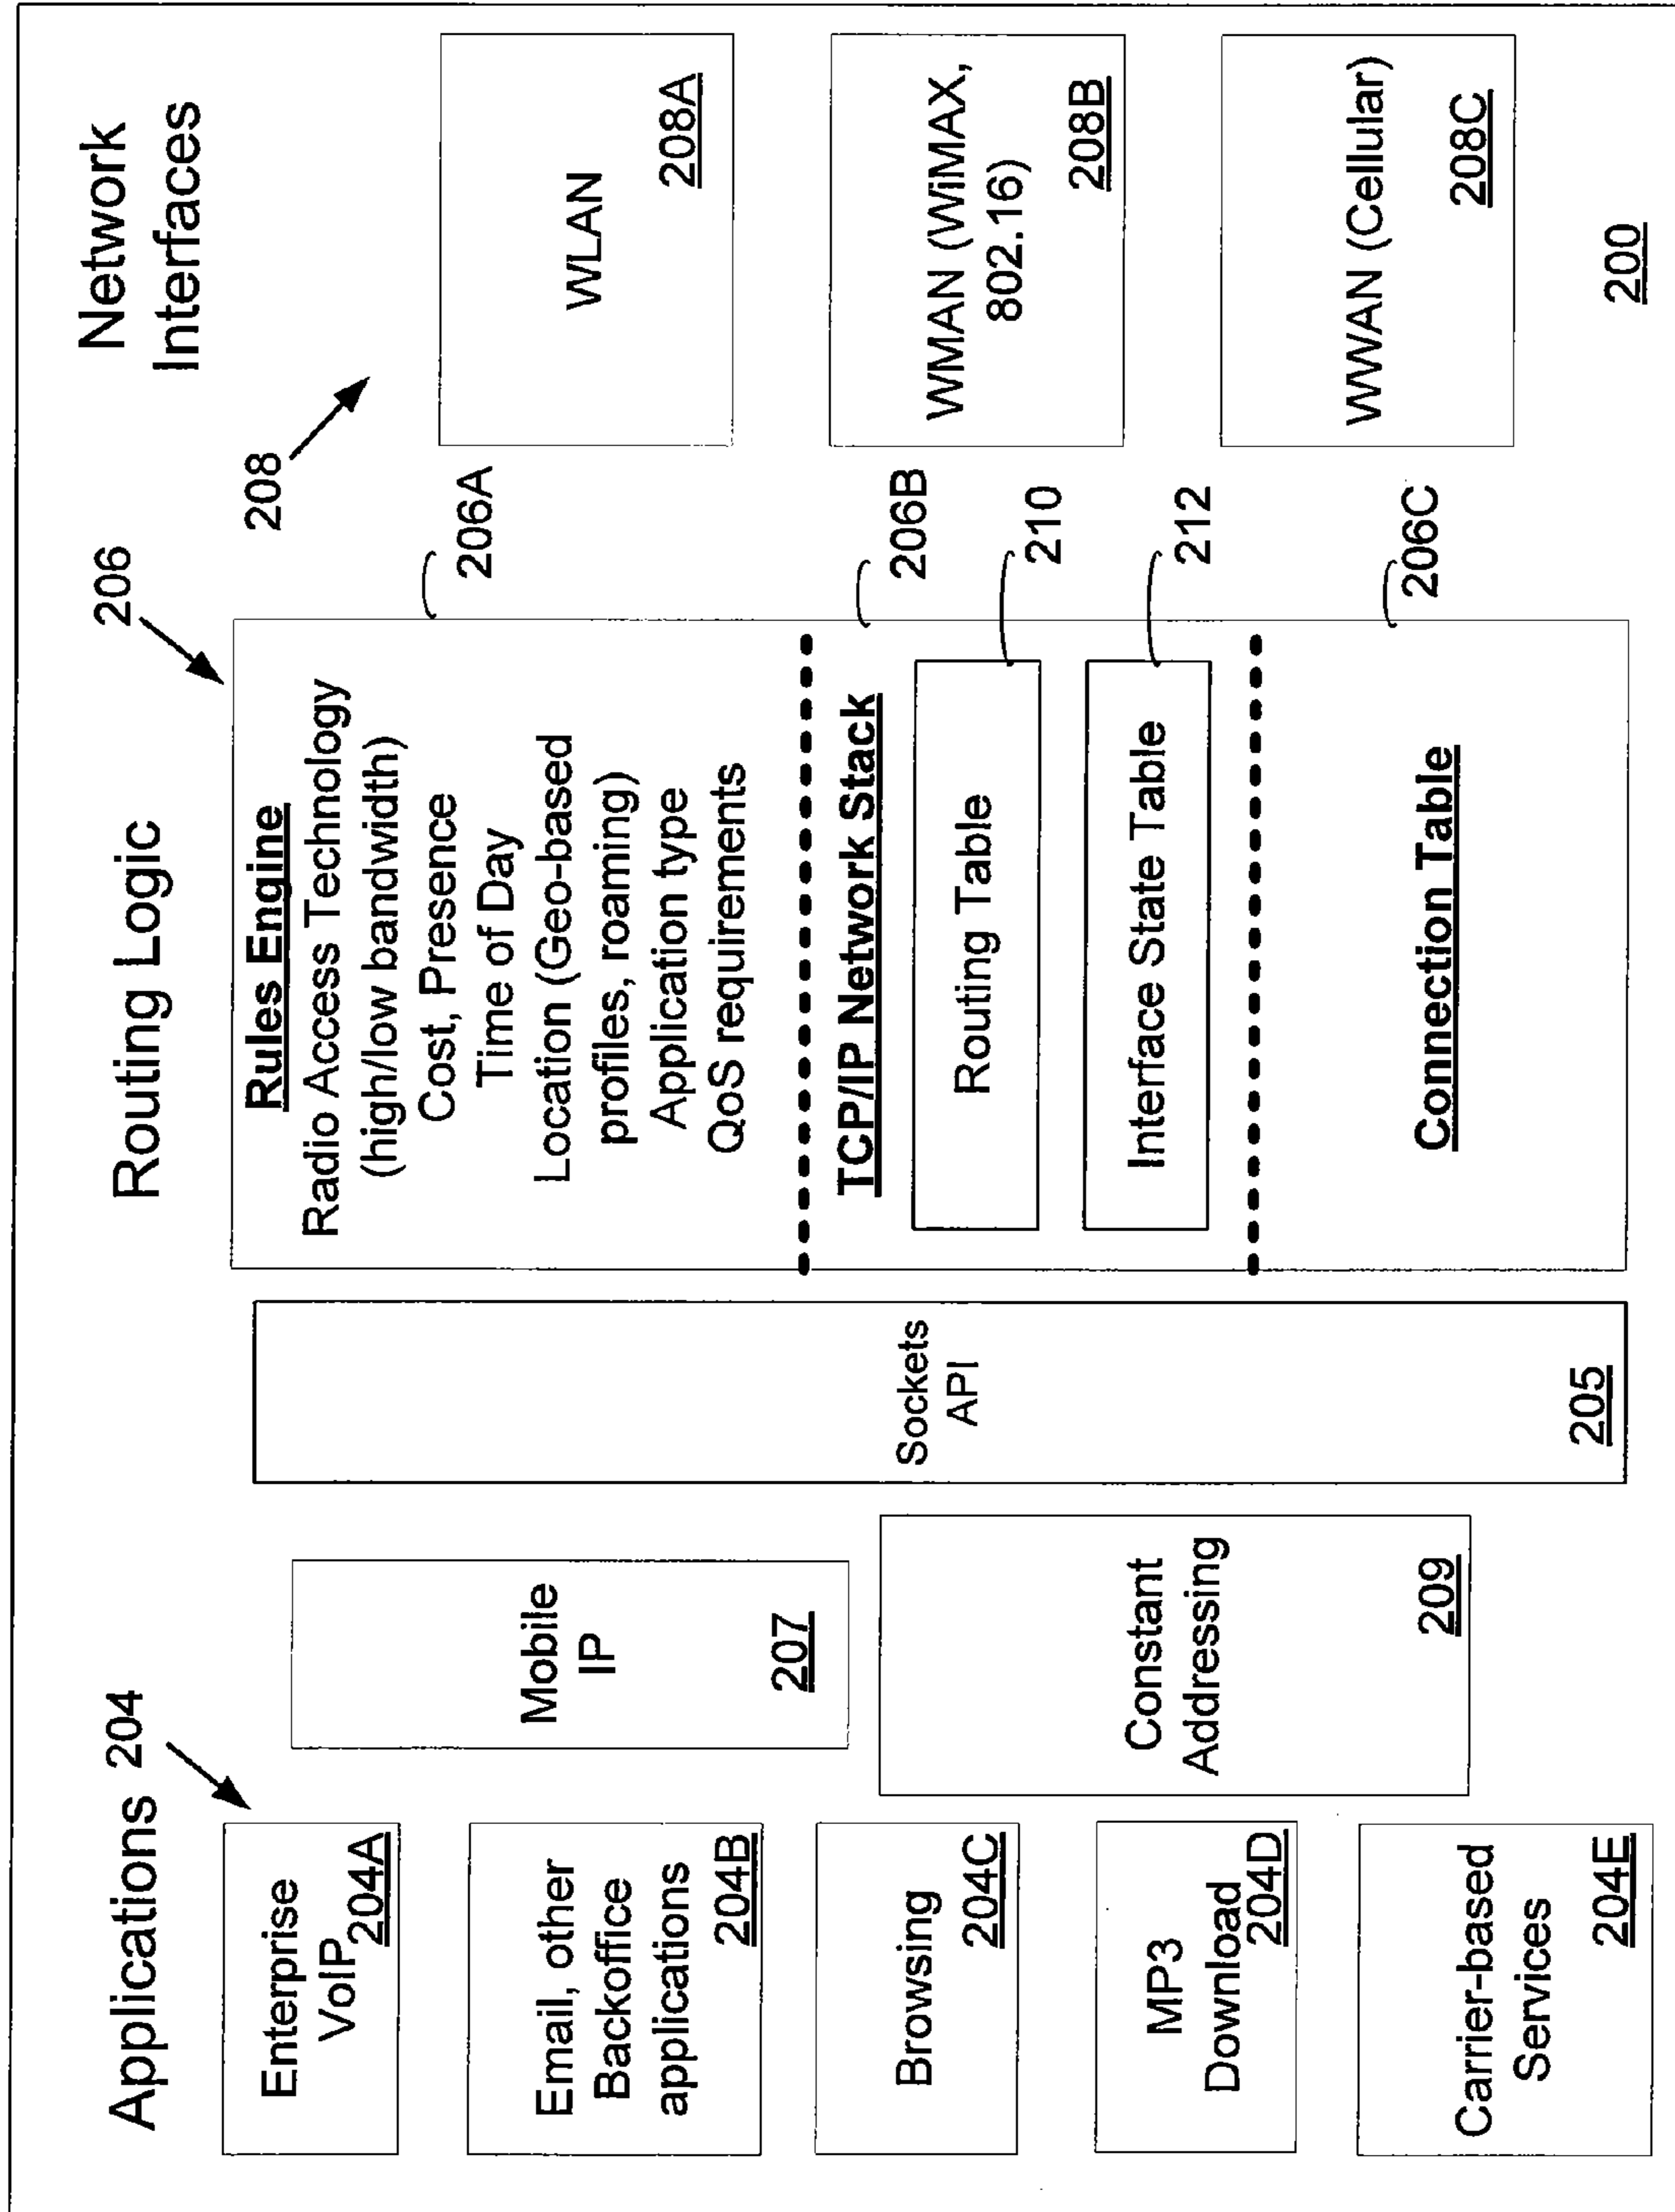 Applications 204
Enterprise
VoIP
204A
Email, other
Backoffice
applications
204B
Browsing
204C
MP3
Download
204D
Carrier-based
Services
204E
Mobile
IP
207
Constant
Addressing
209
Sockets
API
205
Routing Logic
206
Rules Engine
Radio Access Technology
(high/low bandwidth)
Cost, Presence
Time of Day
Location (Geo-based
profiles, roaming)
Application type
QoS requirements
206A
TCP/IP Network Stack
206B
Routing Table
210
Interface State Table
212
Connection Table
206C
Network
Interfaces
208
WLAN
208A
WMAN (WiMAX,
802.16)
208B
WWAN (Cellular)
208C
200